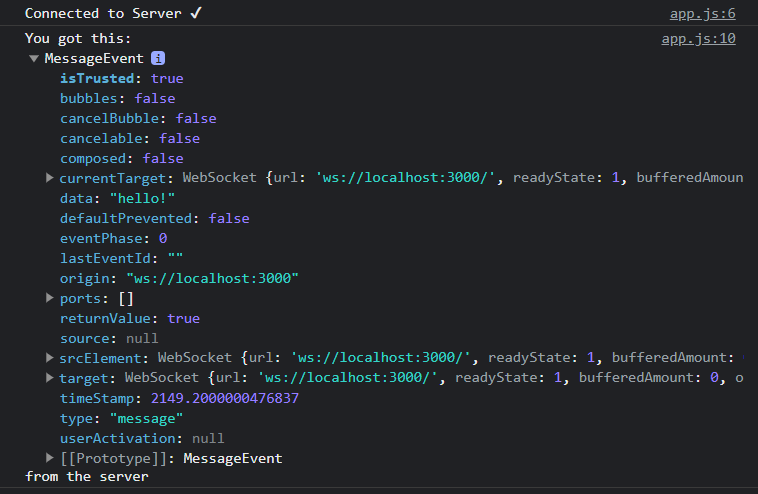 Connected to Server ✓ app.js:6
You got this: app.js:10
▼ MessageEvent i
isTrusted: true
bubbles: false
cancelBubble: false
cancelable: false
composed: false
▶ currentTarget: WebSocket {url: 'ws://localhost:3000/', readyState: 1, bufferedAmoun
data: "hello!"
defaultPrevented: false
eventPhase: 0
lastEventId: ""
origin: "ws://localhost:3000"
▶ ports: []
returnValue: true
source: null
▶ srcElement: WebSocket {url: 'ws://localhost:3000/', readyState: 1, bufferedAmount:
▶ target: WebSocket {url: 'ws://localhost:3000/', readyState: 1, bufferedAmount: 0, o
timeStamp: 2149.2000000476837
type: "message"
userActivation: null
▶ [[Prototype]]: MessageEvent
from the server